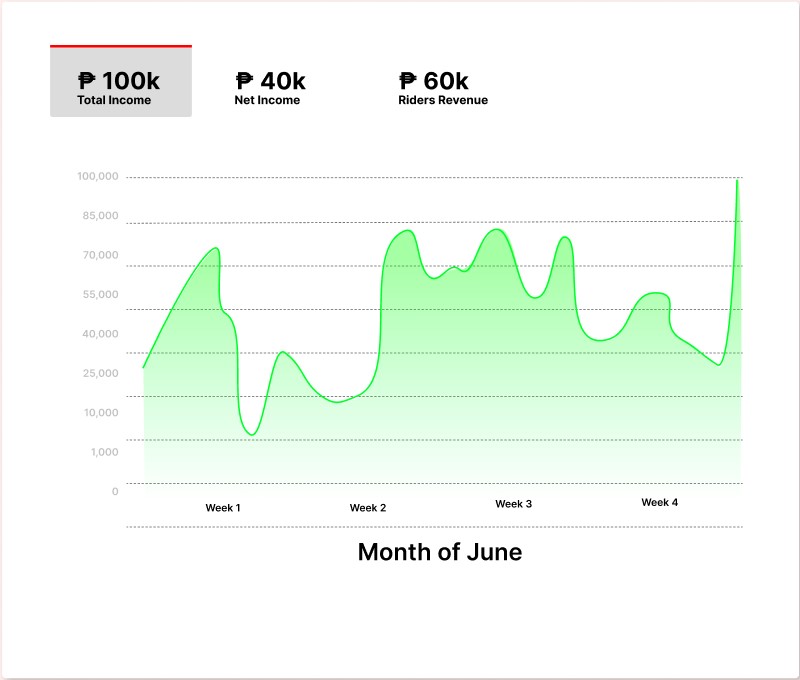 ₱ 100k
Total Income
₱ 40k
Net Income
₱ 60k
Riders Revenue
100,000
85,000
70,000
55,000
40,000
25,000
10,000
1,000
0
Week 1
Week 2
Week 3
Week 4
Month of June